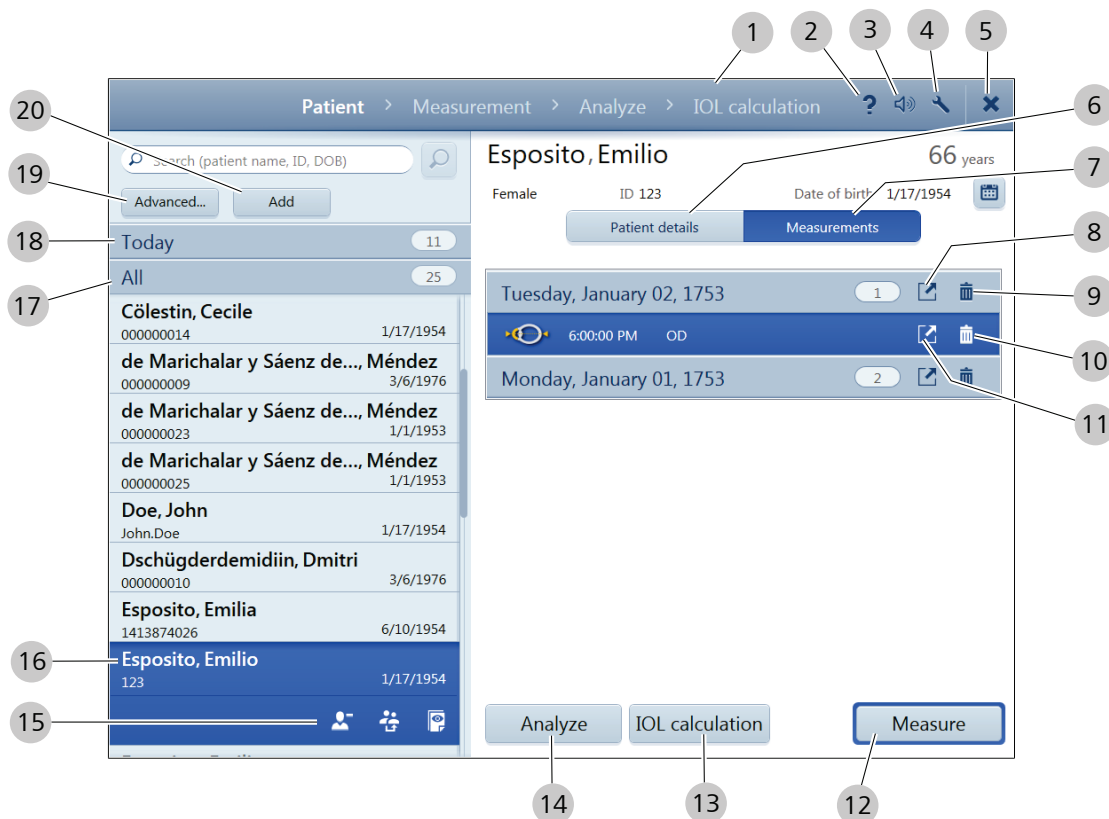 1 2 3 4 5
Patient > Measurement > Analyze > IOL calculation ?
20
6
Search (patient name, ID, DOB)
Esposito, Emilio 66 years
19
7
Advanced... Add
Female ID 123 Date of birth 1/17/1954
Patient details Measurements
18
Today 11
8
17
All 25
Tuesday, January 02, 1753 1
9
Cölestin, Cecile
000000014 1/17/1954
6:00:00 PM OD
10
de Marichalar y Sáenz de..., Méndez
000000009 3/6/1976
Monday, January 01, 1753 2
11
de Marichalar y Sáenz de..., Méndez
000000023 1/1/1953
de Marichalar y Sáenz de..., Méndez
000000025 1/1/1953
Doe, John
John.Doe 1/17/1954
Dschügderdemidiin, Dmitri
000000010 3/6/1976
Esposito, Emilia
1413874026 6/10/1954
16
Esposito, Emilio
123 1/17/1954
15
Analyze IOL calculation Measure
14 13 12